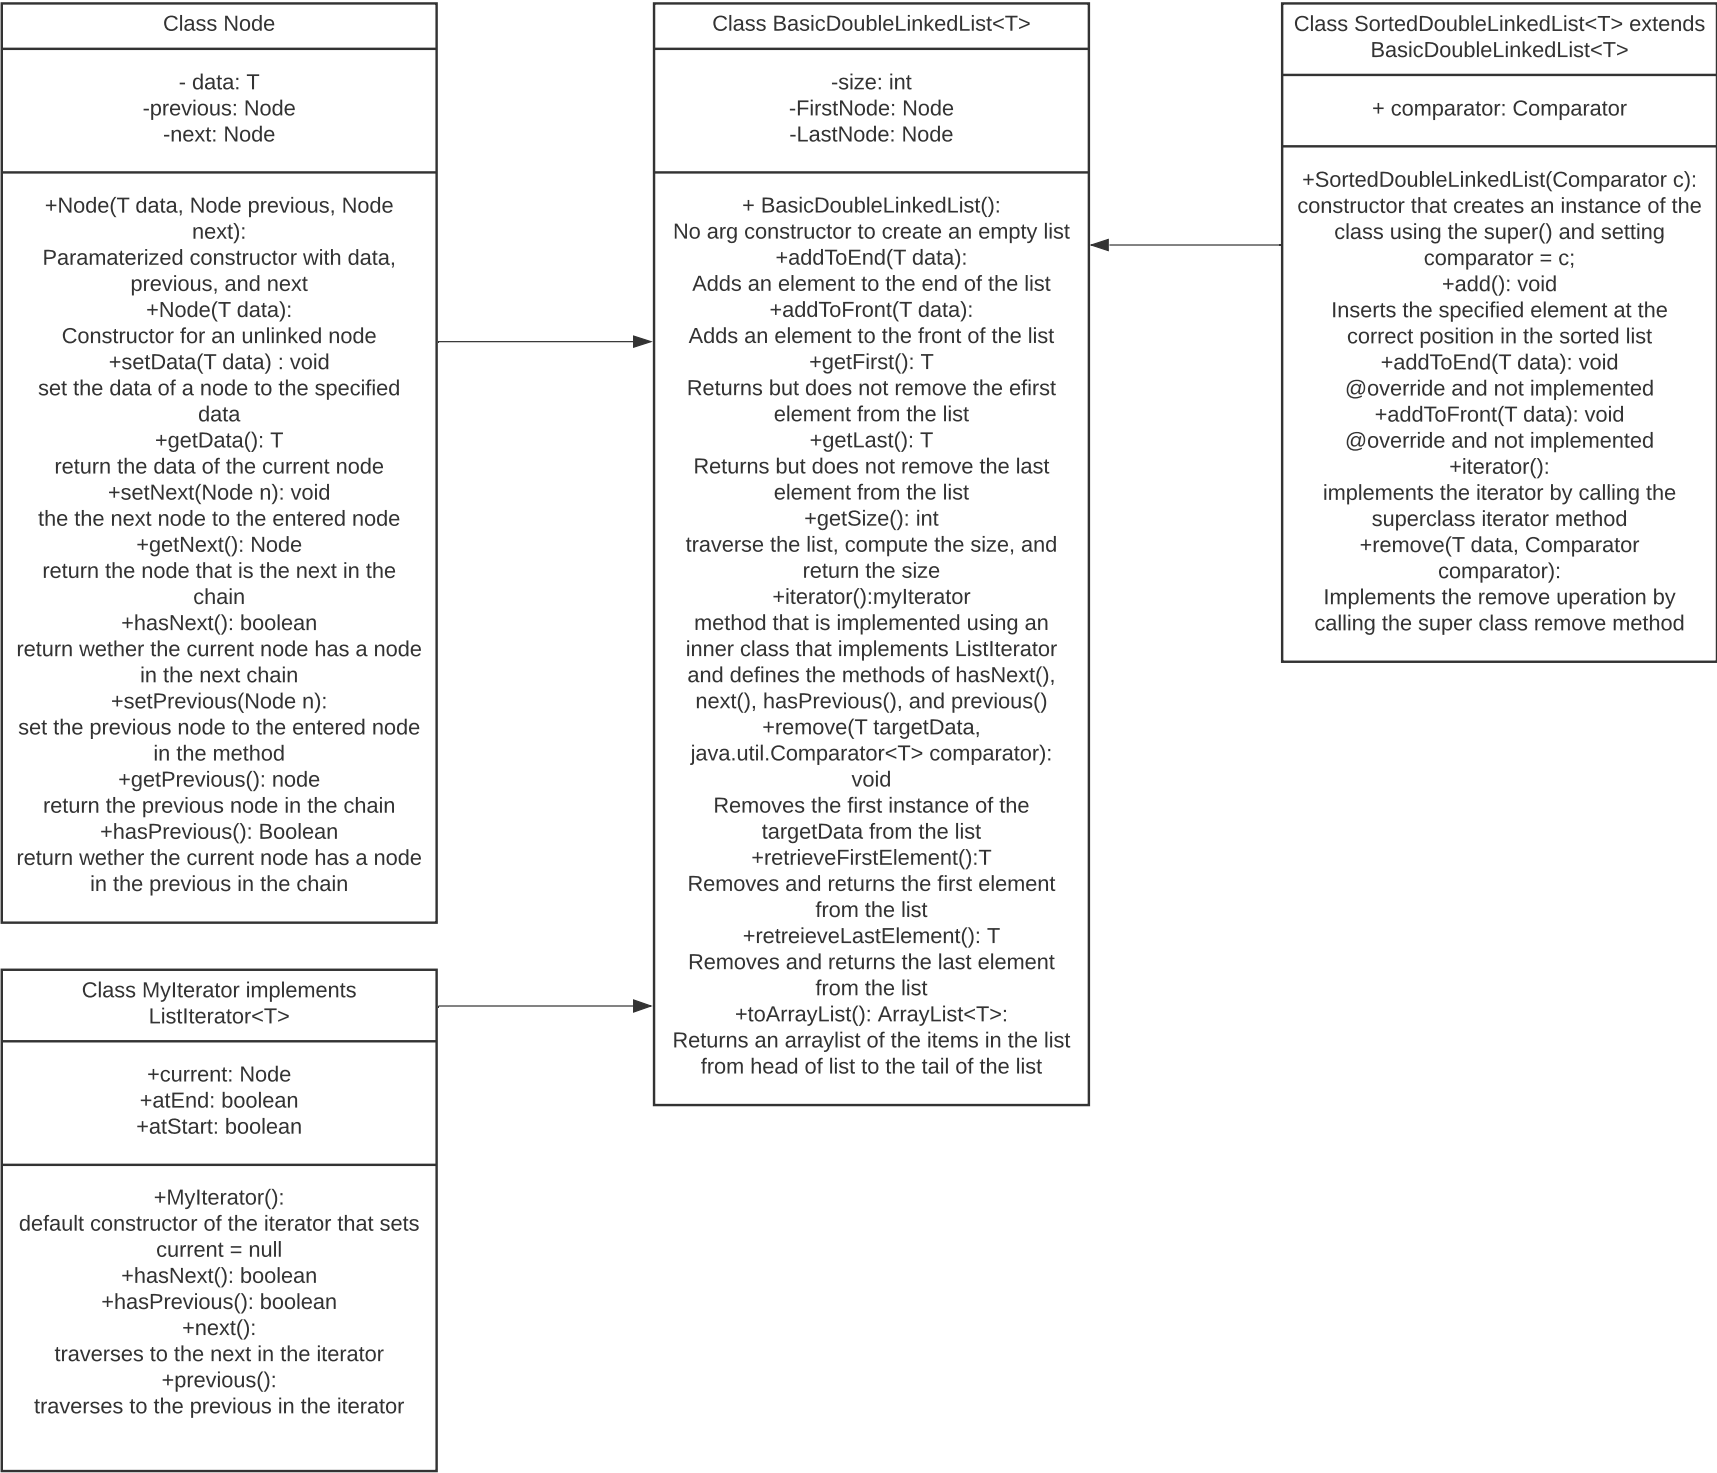 Class Node
- data: T
-previous: Node
-next: Node
+Node(T data, Node previous, Node
next):
Paramaterized constructor with data,
previous, and next
+Node(T data):
Constructor for an unlinked node
+setData(T data) : void
set the data of a node to the specified
data
+getData(): T
return the data of the current node
+setNext(Node n): void
the the next node to the entered node
+getNext(): Node
return the node that is the next in the
chain
+hasNext(): boolean
return wether the current node has a node
in the next chain
+setPrevious(Node n):
set the previous node to the entered node
in the method
+getPrevious(): node
return the previous node in the chain
+hasPrevious(): Boolean
return wether the current node has a node
in the previous in the chain
Class MyIterator implements
ListIterator<T>
+current: Node
+atEnd: boolean
+atStart: boolean
+MyIterator():
default constructor of the iterator that sets
current = null
+hasNext(): boolean
+hasPrevious(): boolean
+next():
traverses to the next in the iterator
+previous():
traverses to the previous in the iterator
Class BasicDoubleLinkedList<T>
-size: int
-FirstNode: Node
-LastNode: Node
+ BasicDoubleLinkedList():
No arg constructor to create an empty list
+addToEnd(T data):
Adds an element to the end of the list
+addToFront(T data):
Adds an element to the front of the list
+getFirst(): T
Returns but does not remove the efirst
element from the list
+getLast(): T
Returns but does not remove the last
element from the list
+getSize(): int
traverse the list, compute the size, and
return the size
+iterator():myIterator
method that is implemented using an
inner class that implements ListIterator
and defines the methods of hasNext(),
next(), hasPrevious(), and previous()
+remove(T targetData,
java.util.Comparator<T> comparator):
void
Removes the first instance of the
targetData from the list
+retrieveFirstElement():T
Removes and returns the first element
from the list
+retreieveLastElement(): T
Removes and returns the last element
from the list
+toArrayList(): ArrayList<T>:
Returns an arraylist of the items in the list
from head of list to the tail of the list
Class SortedDoubleLinkedList<T> extends
BasicDoubleLinkedList<T>
+ comparator: Comparator
+SortedDoubleLinkedList(Comparator c):
constructor that creates an instance of the
class using the super() and setting
comparator = c;
+add(): void
Inserts the specified element at the
correct position in the sorted list
+addToEnd(T data): void
@override and not implemented
+addToFront(T data): void
@override and not implemented
+iterator():
implements the iterator by calling the
superclass iterator method
+remove(T data, Comparator
comparator):
Implements the remove uperation by
calling the super class remove method